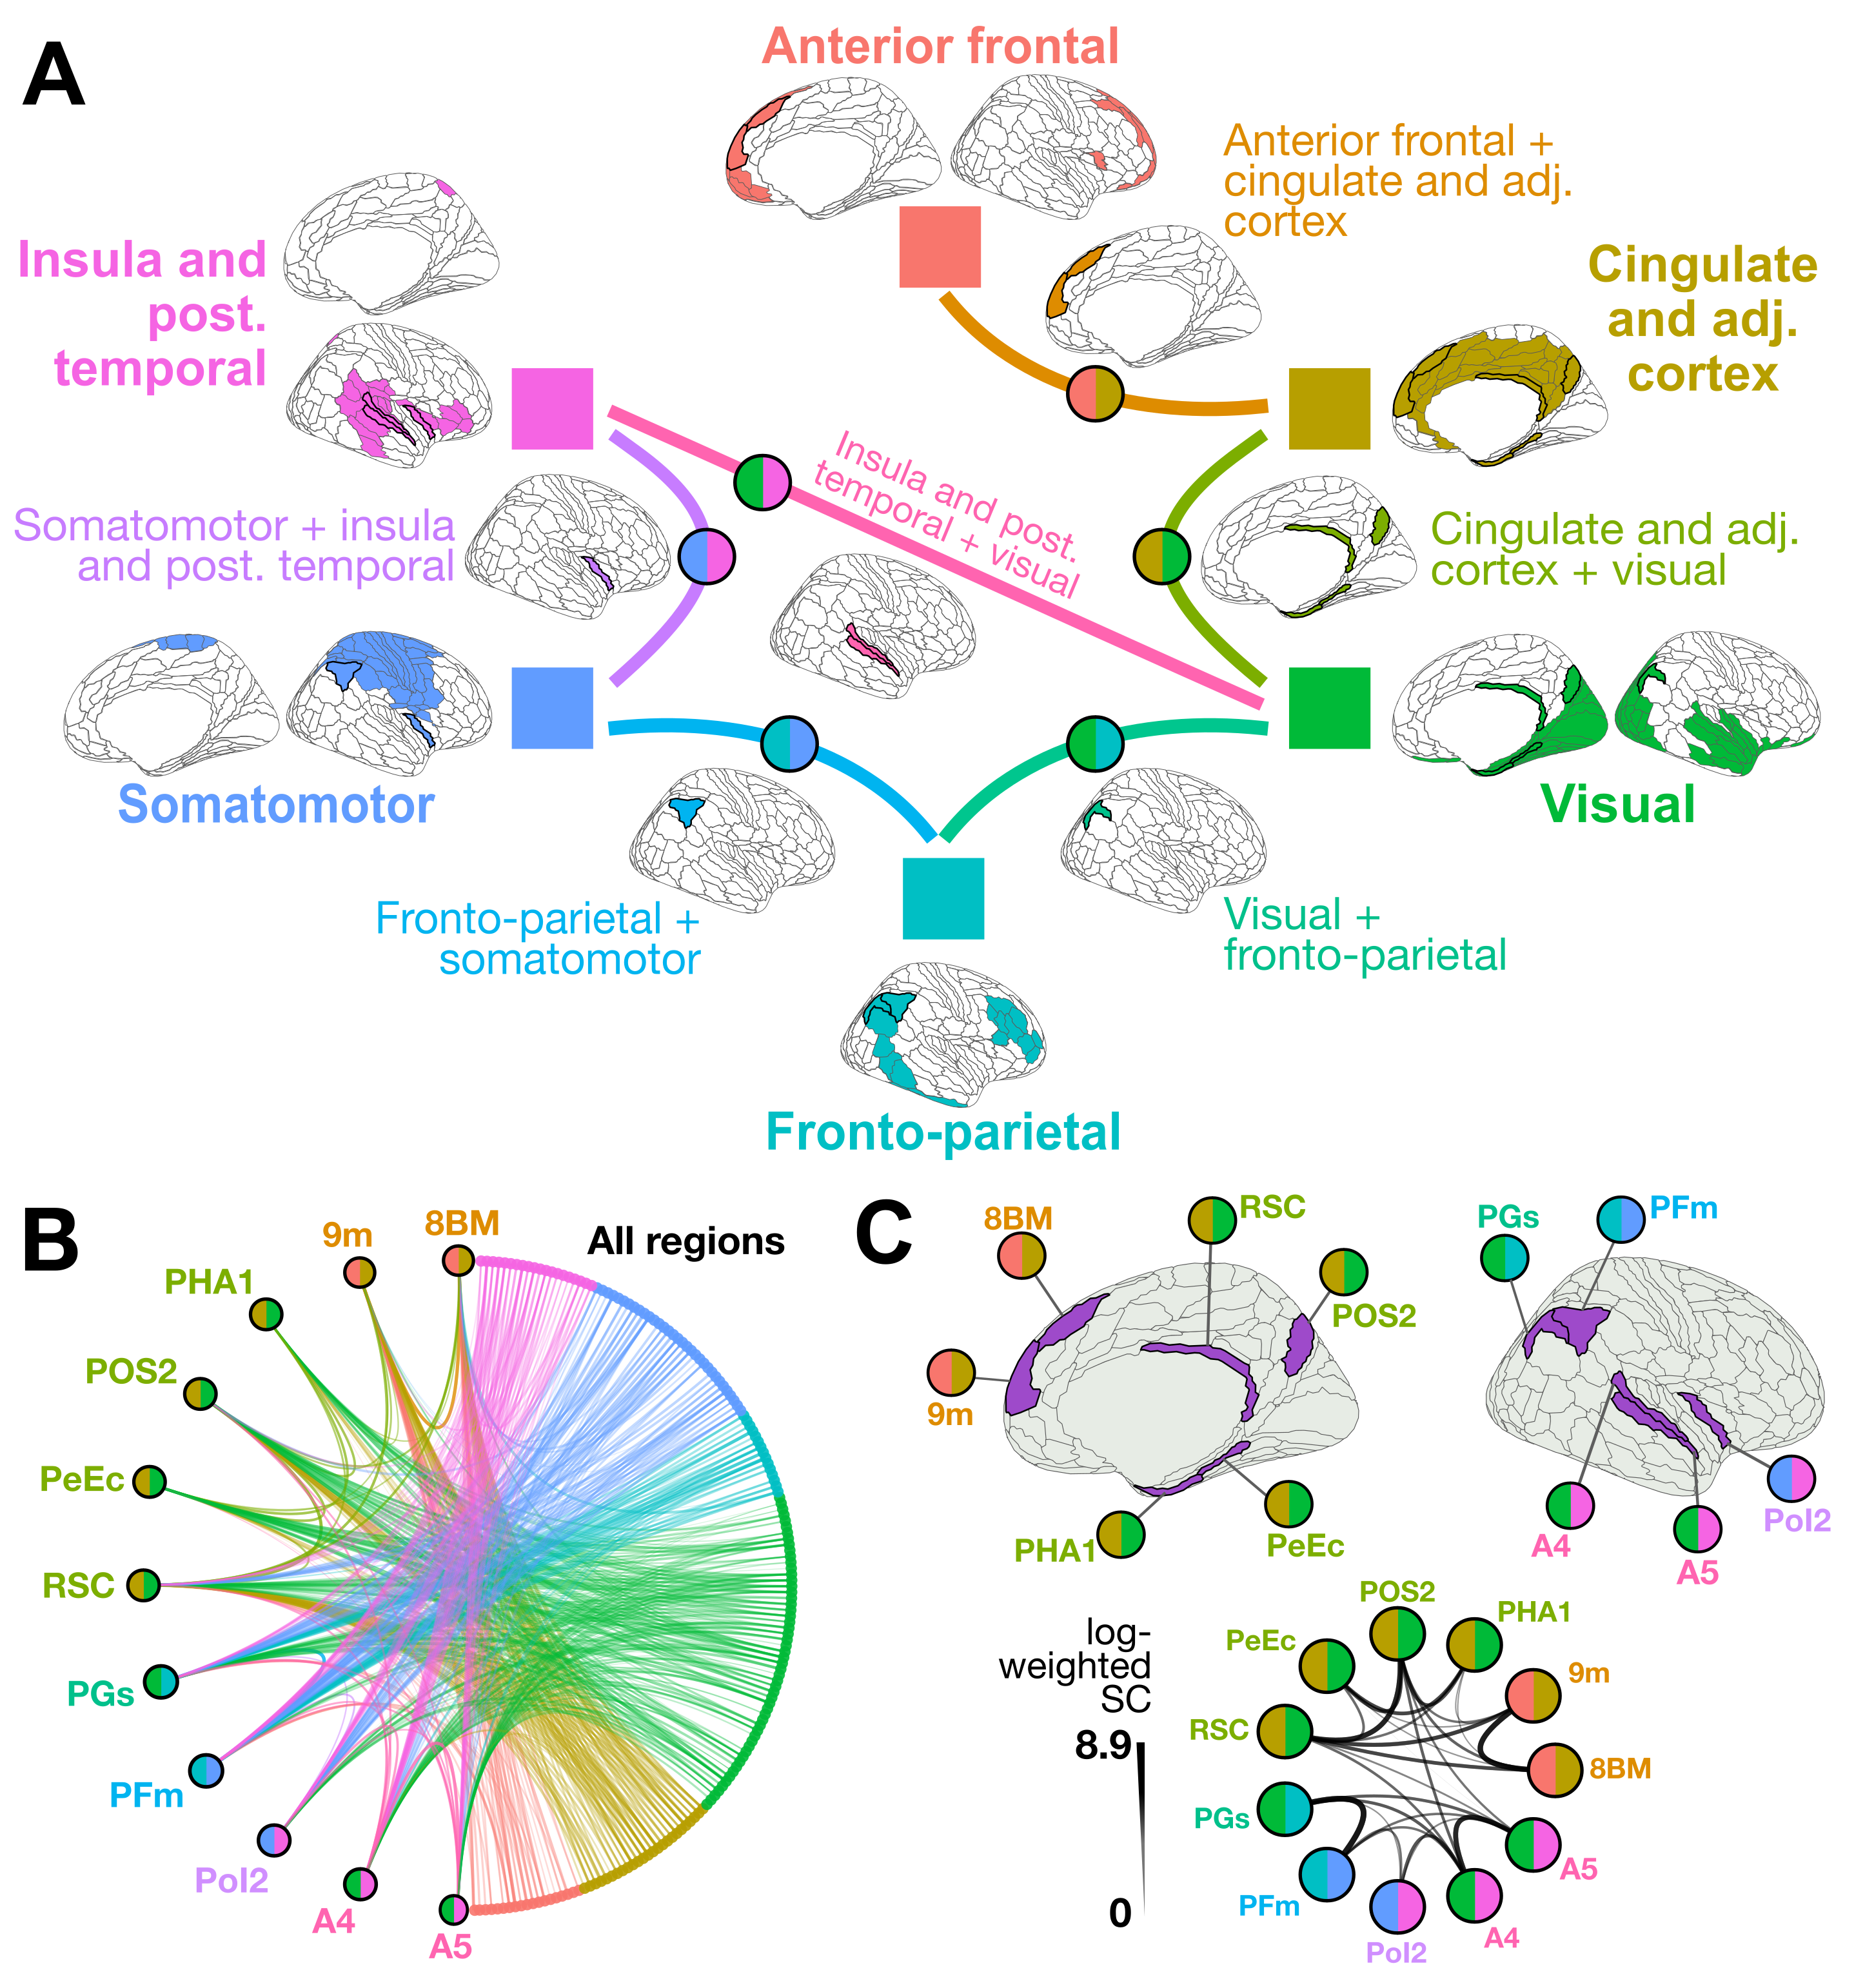 A
Anterior frontal
Anterior frontal +
cingulate and adj.
cortex
Insula and
post.
temporal
Cingulate
and adj.
cortex
Insula and post.
temporal + visual
Somatomotor + insula
and post. temporal
Cingulate and adj.
cortex + visual
Somatomotor
Visual
Fronto-parietal +
somatomotor
Visual +
fronto-parietal
Fronto-parietal
B
8BM
9m
All regions
PHA1
POS2
PeEc
RSC
PGs
PFm
PoI2
A4
A5
C
8BM
RSC
POS2
9m
PHA1
PeEc
PGs
PFm
A4
A5
PoI2
log-
weighted
SC
8.9
0
POS2
PHA1
PeEc
9m
RSC
8BM
PGs
A5
PFm
A4
PoI2